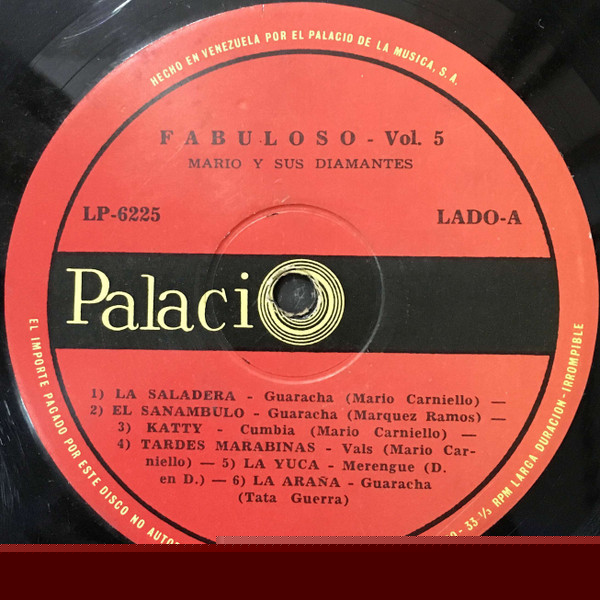 HECHO EN VENEZUELA POR EL PALACIO DE LA MUSICA, S.A.
FABULOSO - Vol. 5
MARIO Y SUS DIAMANTES
LP-6225
LADO-A
Palacio
1) LA SALADERA - Guaracha (Mario Carniello) —
2) EL SANAMBULO - Guaracha (Marquez Ramos) —
3) KATTY - Cumbia (Mario Carniello) —
4) TARDES MARABINAS - Vals (Mario Car-
niello) — 5) LA YUCA - Merengue (D.
en D.) — 6) LA ARAÑA - Guaracha
(Tata Guerra)
EL IMPORTE PAGADO POR ESTE DISCO NO
33 ⅓ RPM LARGA DURACION - IRROMPIBLE